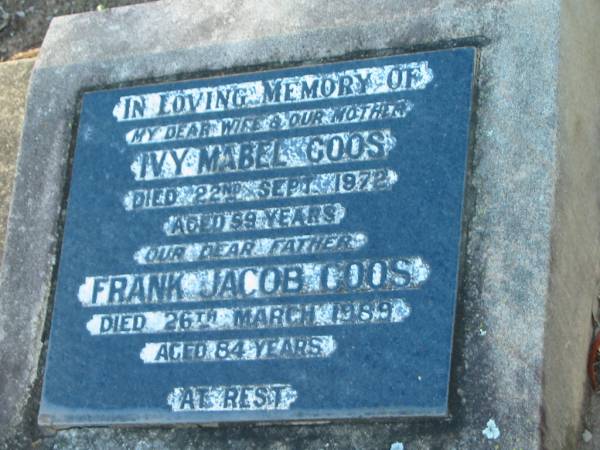 IN LOVING MEMORY OF
MY DEAR WIFE & OUR MOTHER
IVY MABEL GOOS
DIED 22ND SEPT. 1972
AGED 59 YEARS
OUR DEAR FATHER
FRANK JACOB GOOS
DIED 26TH MARCH 1989
AGED 84 YEARS
AT REST